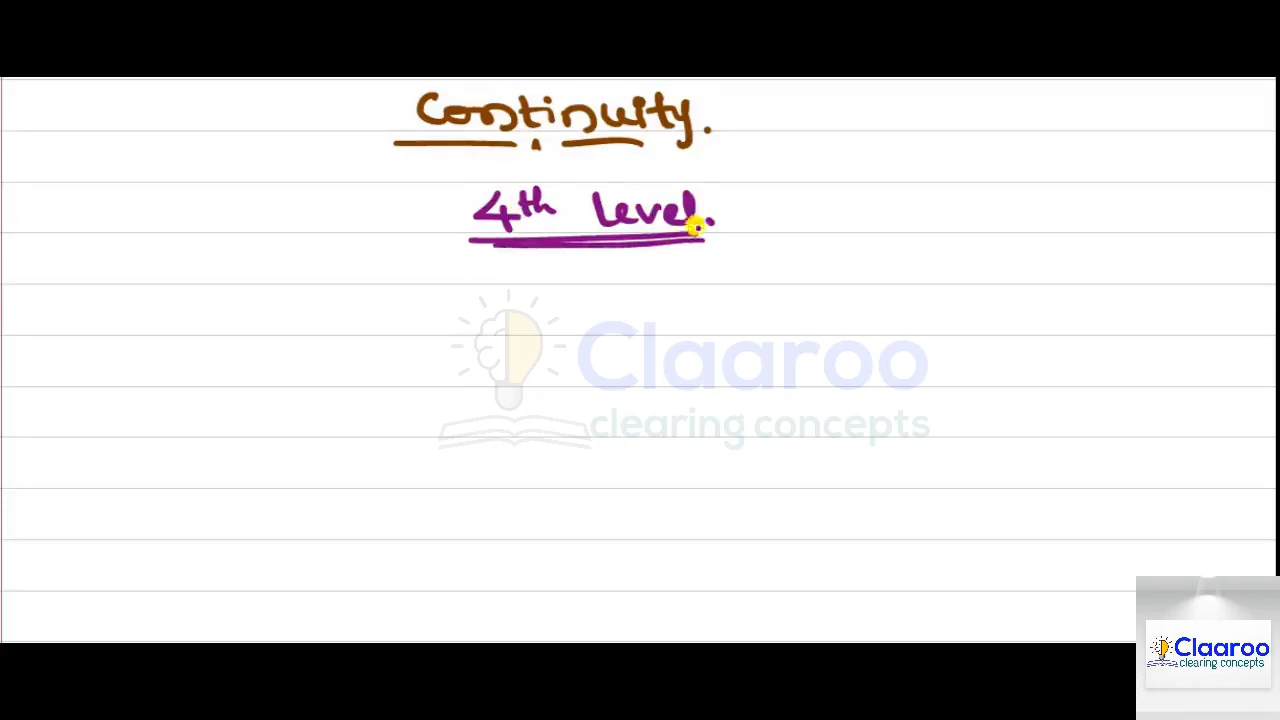 Continuity.
4th Level.
Claaroo
clearing concepts
Claaroo
clearing concepts